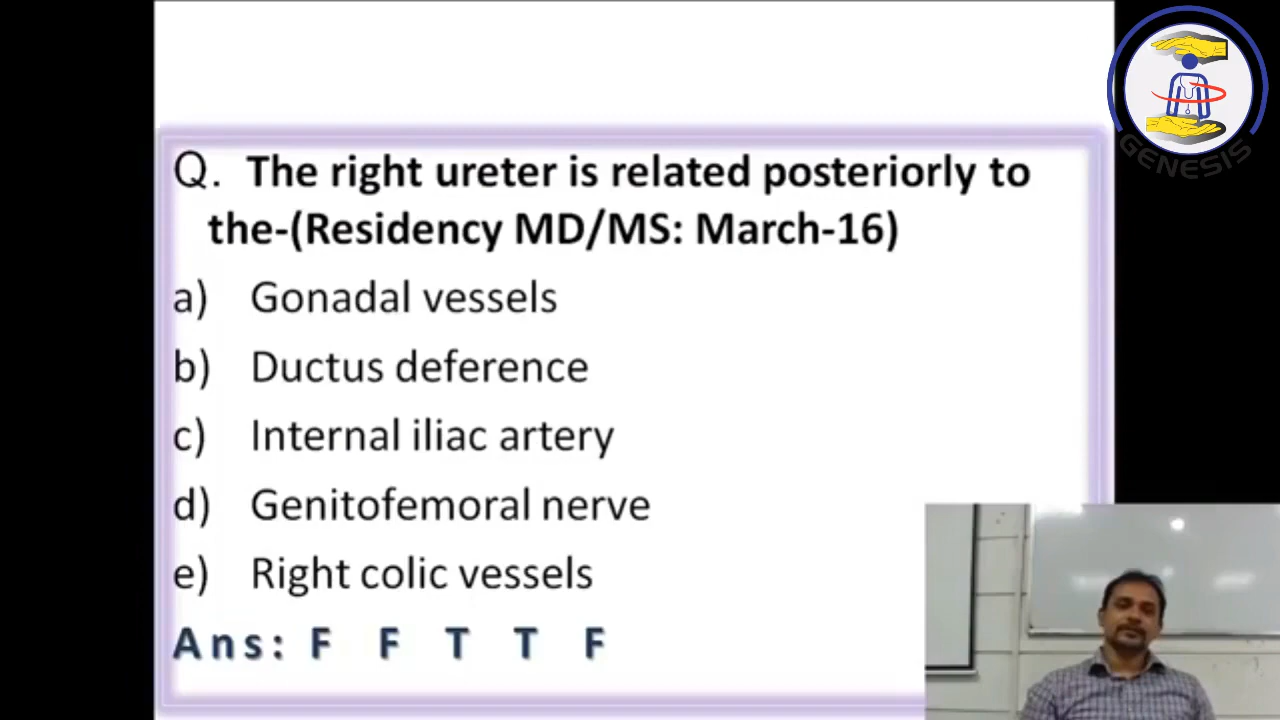 GENESIS
Q. The right ureter is related posteriorly to
the-(Residency MD/MS: March-16)
a) Gonadal vessels
b) Ductus deference
c) Internal iliac artery
d) Genitofemoral nerve
e) Right colic vessels
Ans: F F T T F